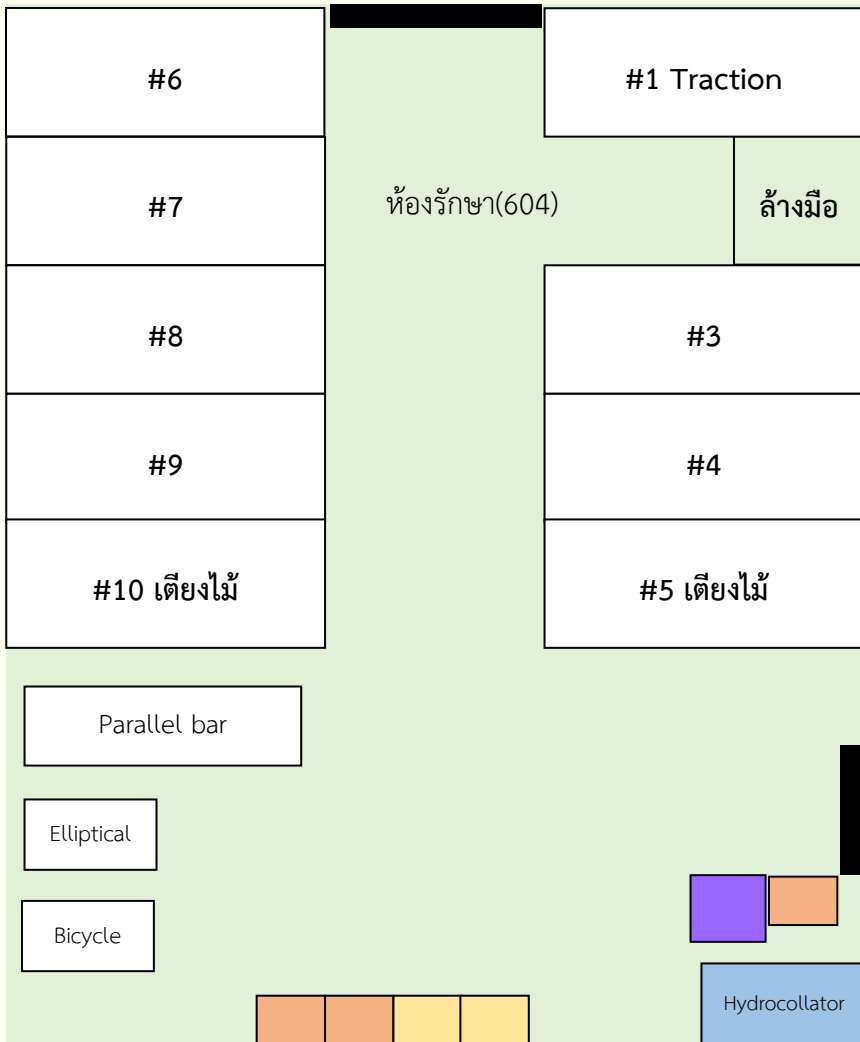 #6
#1 Traction
#7
ห้องรักษา(604)
ล้างมือ
#8
#3
#9
#4
#10 เตียงไม้
#5 เตียงไม้
Parallel bar
Elliptical
Bicycle
Hydrocollator